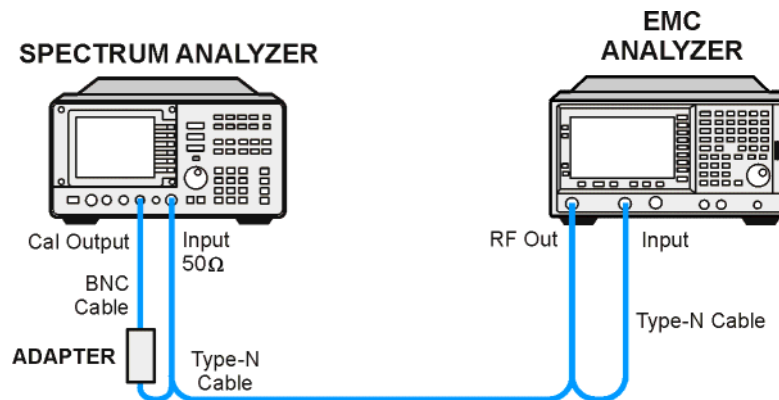 EMC
ANALYZER
SPECTRUM ANALYZER
Cal Output
Input
50Ω
RF Out
Input
BNC
Cable
Type-N Cable
ADAPTER
Type-N
Cable